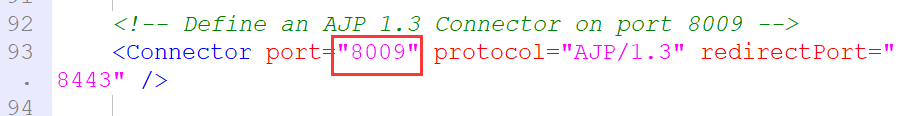 91
92 <!-- Define an AJP 1.3 Connector on port 8009 -->
93 <Connector port="8009" protocol="AJP/1.3" redirectPort="
. 8443" />
94